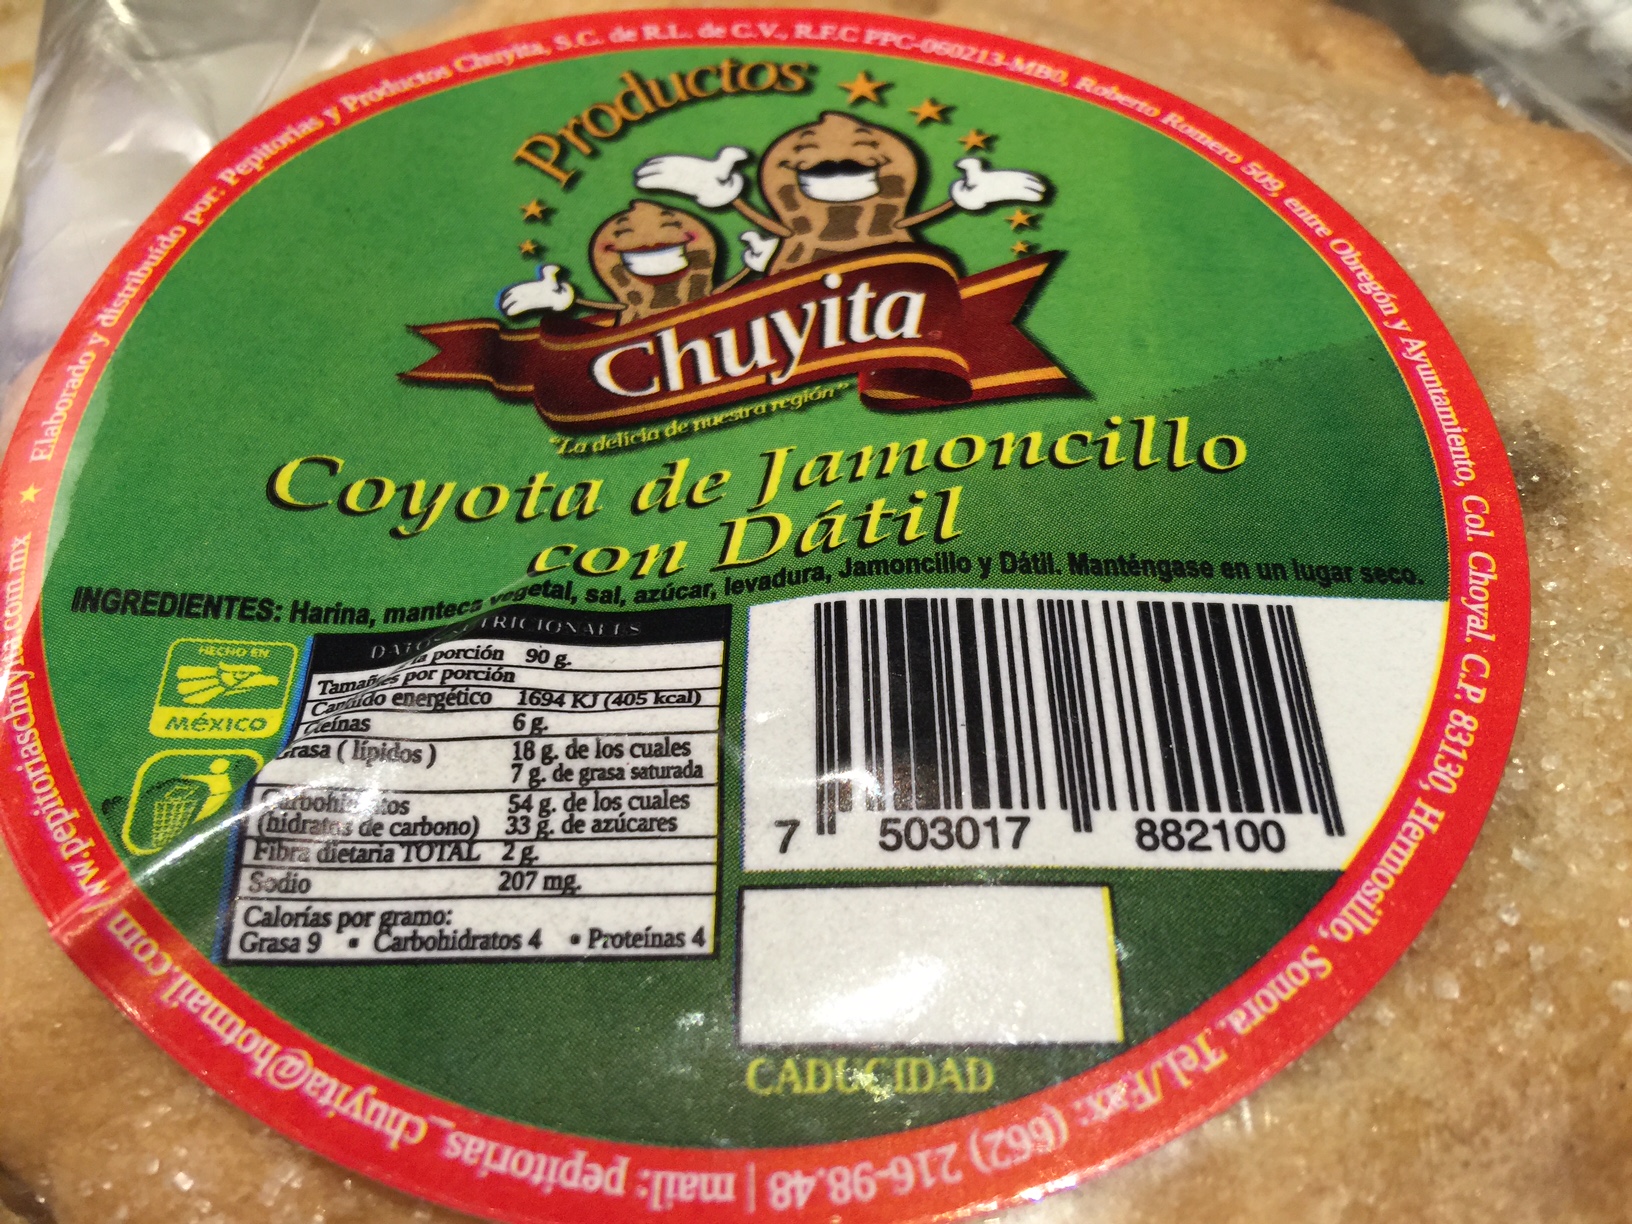 Elaborado y distribuído por: Pepitorias y Productos Chuyita, S.C. de R.L. de C.V., R.F.C PPC-060213-MB0, Roberto Romero 509, entre Obregón y Ayuntamiento, Col. Choyal. C.P. 83130, Hermosillo, Sonora. Tel./Fax: (662) 216-98.48 | mail: pepitorias_chuyita@hotmail.com
www.pepitoriaschuyita.com.mx ★
Productos
Chuyita
"La delicia de nuestra región"
Coyota de Jamoncillo
con Dátil
INGREDIENTES: Harina, manteca vegetal, sal, azúcar, levadura, Jamoncillo y Dátil. Manténgase en un lugar seco.
HECHO EN
MéXICO
la porción 90 g.
por porción
energético 1694 KJ (405 kcal)
6 g.
Grasa ( lípidos ) 18 g. de los cuales
7 g. de grasa saturada
54 g. de los cuales
(hidratos de carbono) 33 g. de azúcares
Fibra dietaria TOTAL 2 g.
Sodio 207 mg.
Calorías por gramo:
Grasa 9 • Carbohidratos 4 • Proteínas 4
7 503017 882100
CADUCIDAD